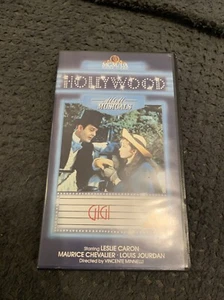 HOLLYWOOD
GIGI
Starring LESLIE CARON
MAURICE CHEVALIER • LOUIS JOURDAN
Directed by VINCENTE MINNELLI